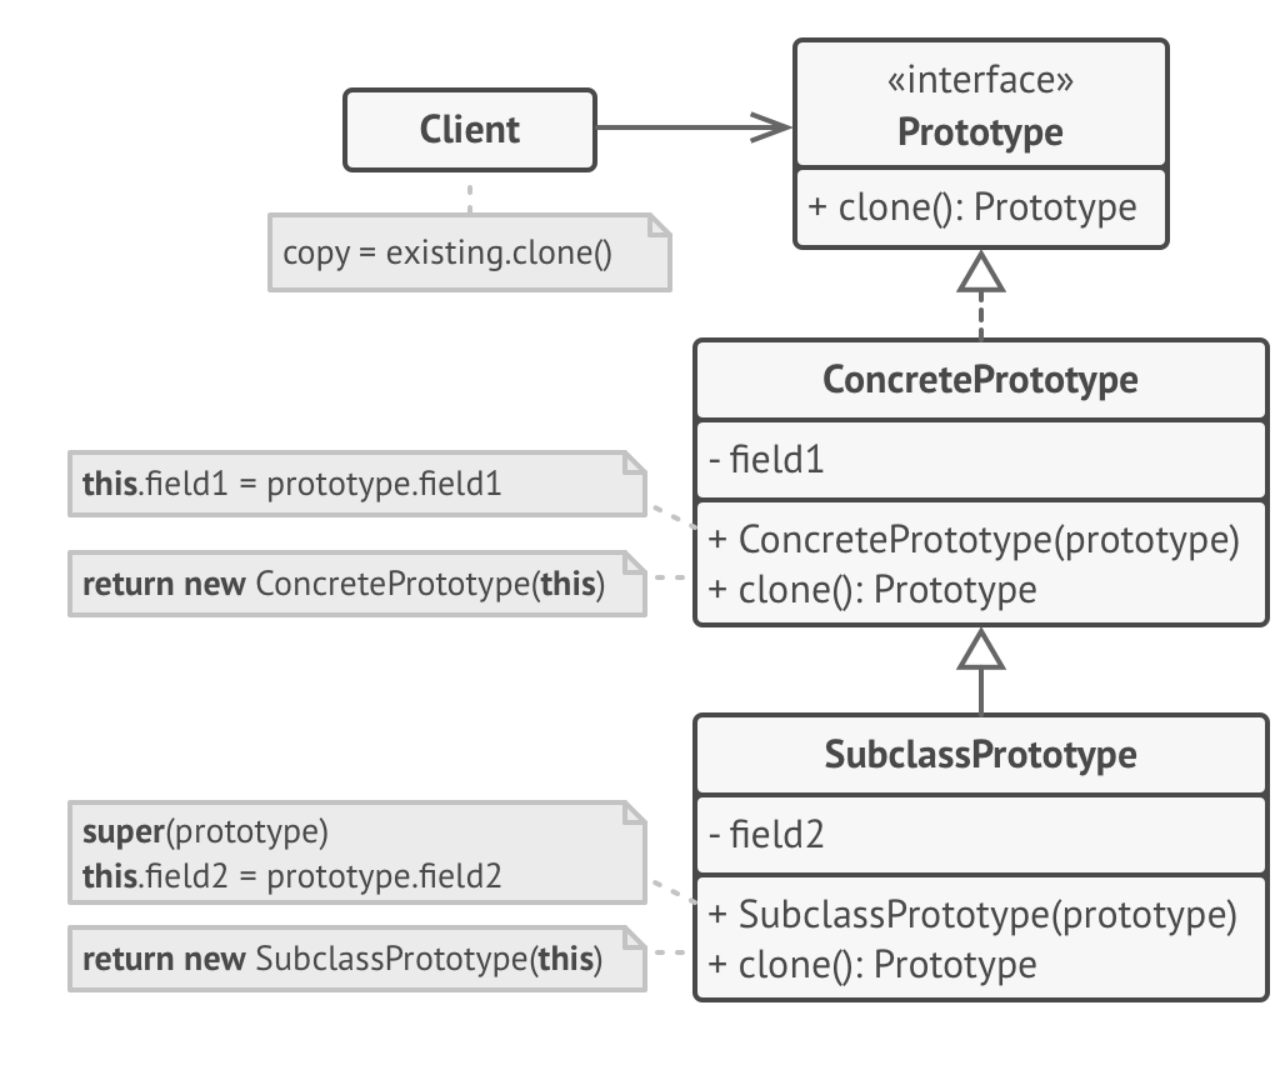 Client
copy = existing.clone()
«interface»
Prototype
+ clone(): Prototype
ConcretePrototype
- field1
+ ConcretePrototype(prototype)
+ clone(): Prototype
this.field1 = prototype.field1
return new ConcretePrototype(this)
SubclassPrototype
- field2
+ SubclassPrototype(prototype)
+ clone(): Prototype
super(prototype)
this.field2 = prototype.field2
return new SubclassPrototype(this)